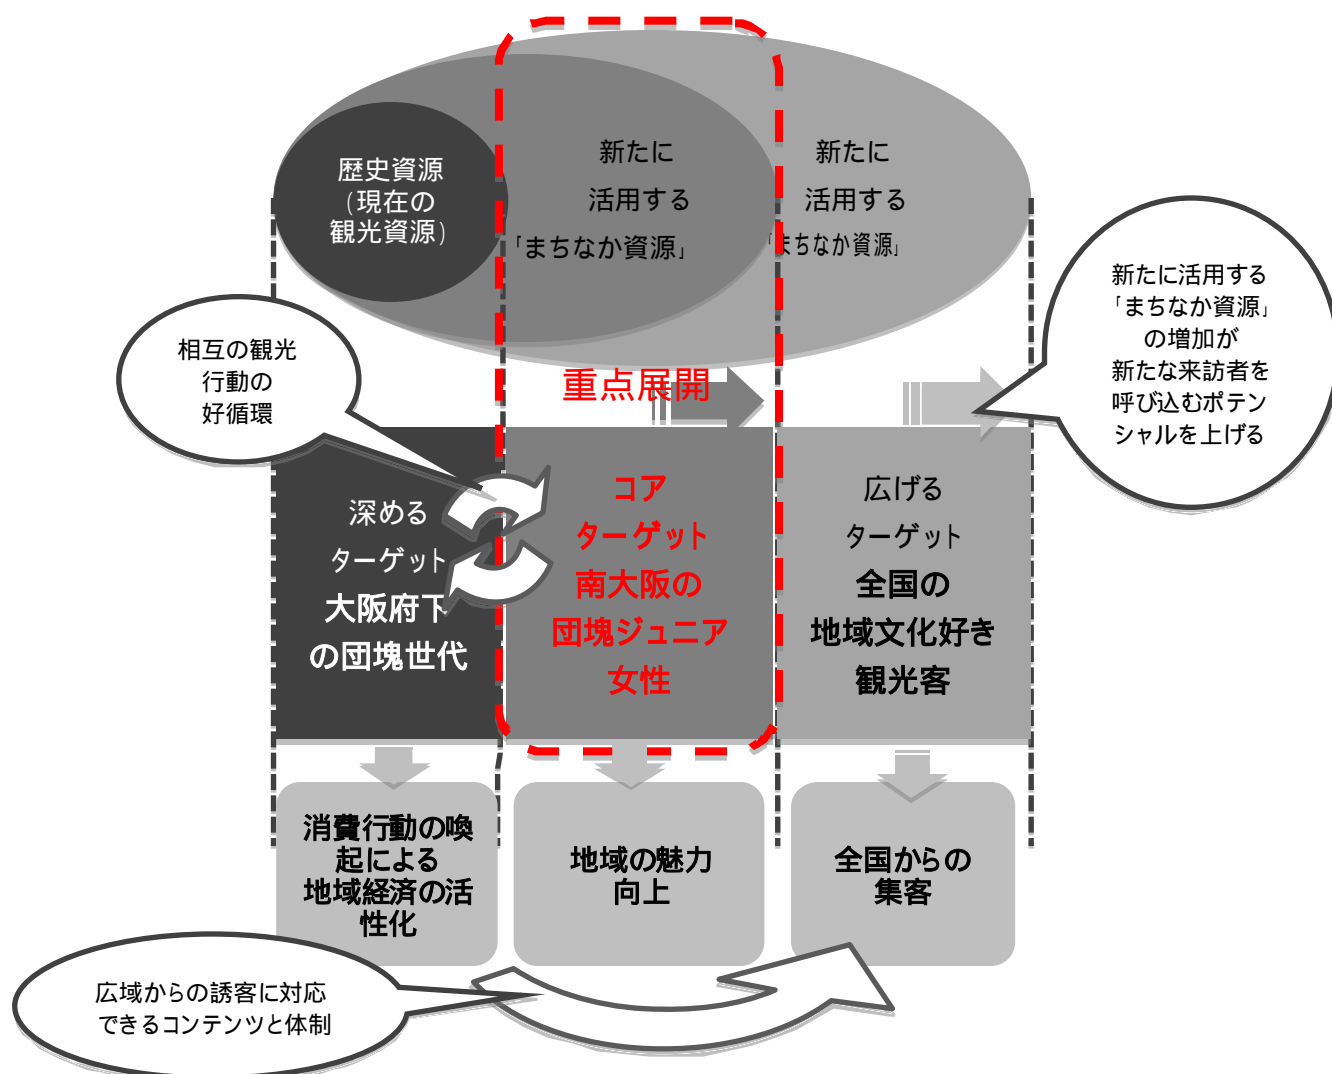 歴史資源
(現在の
観光資源)
新たに
活用する
「まちなか資源」
新たに
活用する
「まちなか資源」
新たに活用する
「まちなか資源」
の増加が
新たな来訪者を
呼び込むポテン
シャルを上げる
相互の観光
行動の
好循環
重点展開
深める
ターゲット
大阪府下
の団塊世代
コア
ターゲット
南大阪の
団塊ジュニア
女性
広げる
ターゲット
全国の
地域文化好き
観光客
消費行動の喚
起による
地域経済の活
性化
地域の魅力
向上
全国からの
集客
広域からの誘客に対応
できるコンテンツと体制